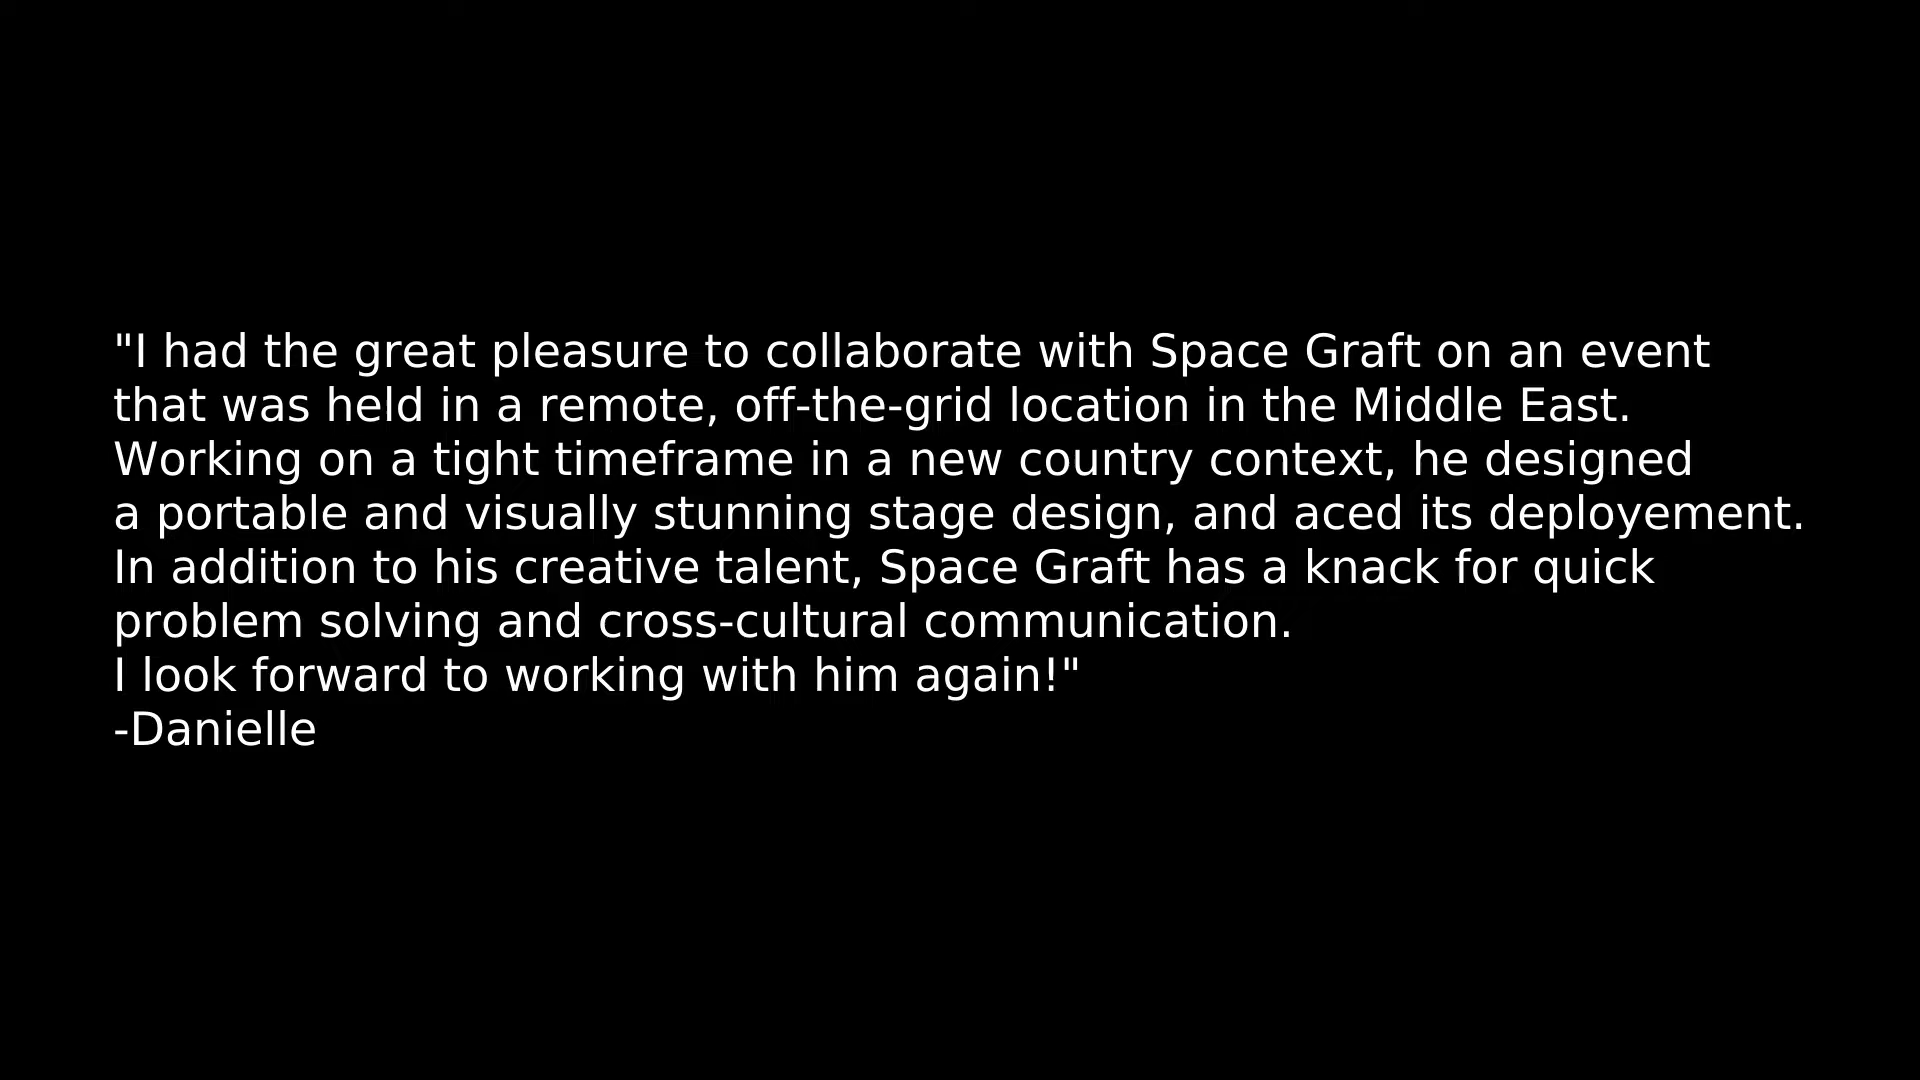 "I had the great pleasure to collaborate with Space Graft on an event
that was held in a remote, off-the-grid location in the Middle East.
Working on a tight timeframe in a new country context, he designed
a portable and visually stunning stage design, and aced its deployement.
In addition to his creative talent, Space Graft has a knack for quick
problem solving and cross-cultural communication.
I look forward to working with him again!"
-Danielle